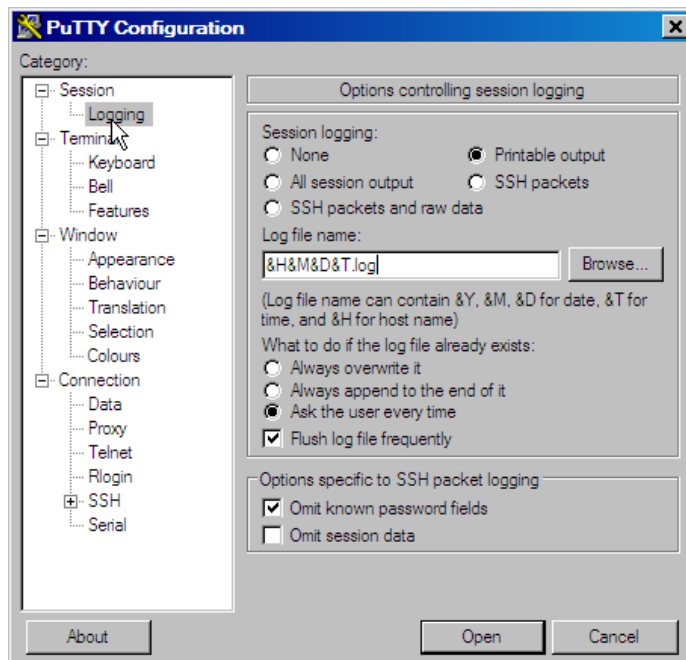 PuTTY Configuration
Category:
Session
Logging
Terminal
Keyboard
Bell
Features
Window
Appearance
Behaviour
Translation
Selection
Colours
Connection
Data
Proxy
Telnet
Rlogin
SSH
Serial
Options controlling session logging
Session logging:
None
Printable output
All session output
SSH packets
SSH packets and raw data
Log file name:
&H&M&D&T.log
Browse...
(Log file name can contain &Y, &M, &D for date, &T for
time, and &H for host name)
What to do if the log file already exists:
Always overwrite it
Always append to the end of it
Ask the user every time
Flush log file frequently
Options specific to SSH packet logging
Omit known password fields
Omit session data
About
Open
Cancel